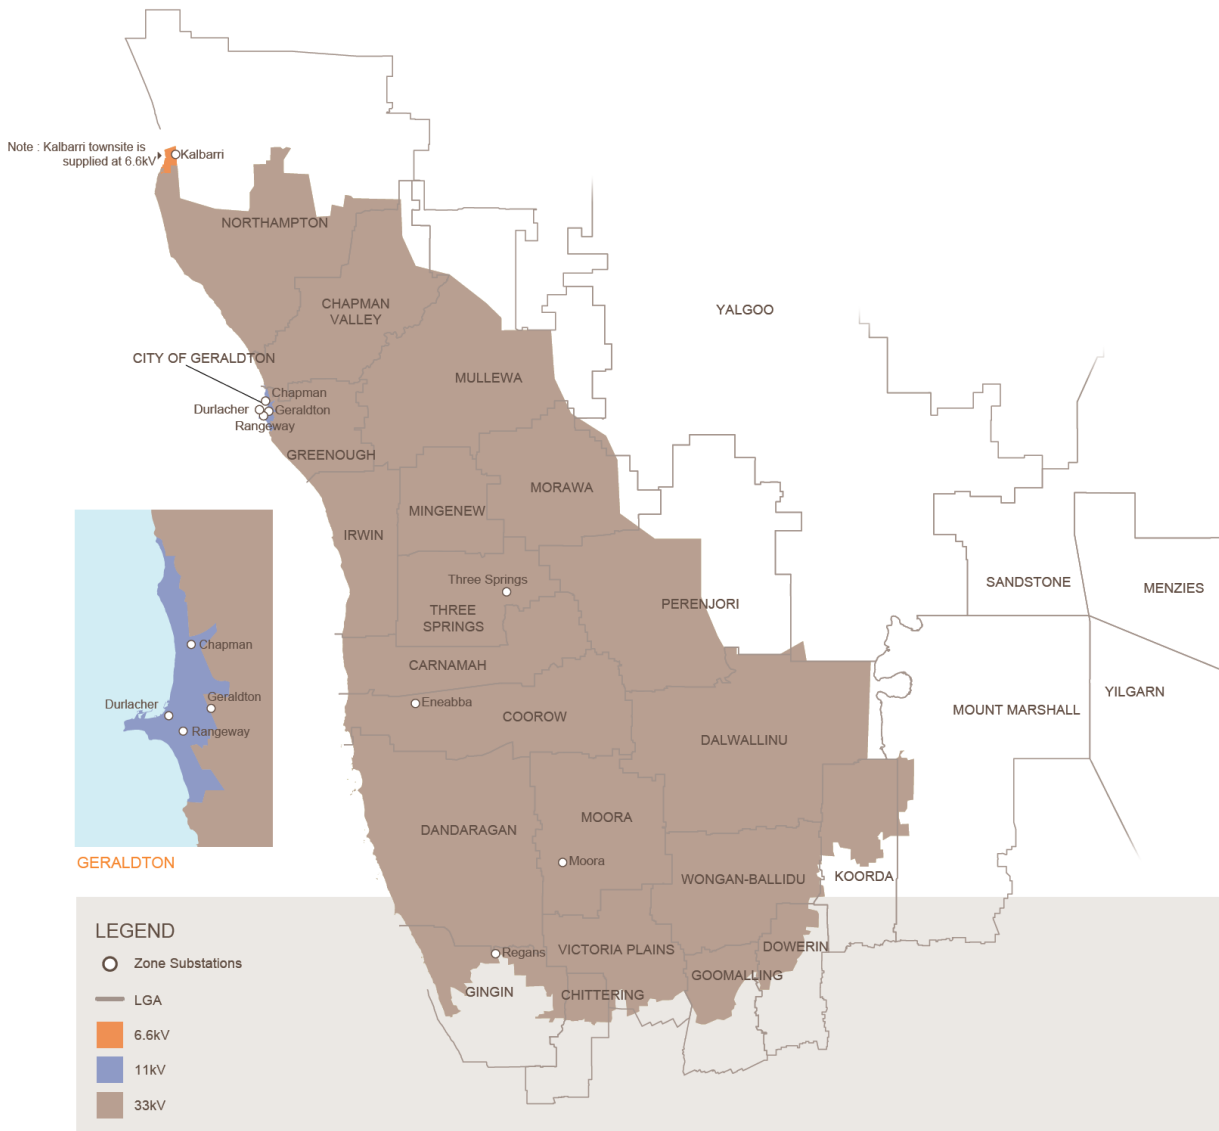 Note : Kalbarri townsite is
supplied at 6.6kV
Kalbarri
NORTHAMPTON
CHAPMAN
VALLEY
YALGOO
CITY OF GERALDTON
MULLEWA
Chapman
Durlacher
Geraldton
Rangeway
GREENOUGH
MORAWA
MINGENEW
IRWIN
Three Springs
SANDSTONE
MENZIES
PERENJORI
THREE
SPRINGS
Chapman
CARNAMAH
YILGARN
Geraldton
Durlacher
Eneabba
MOUNT MARSHALL
COOROW
Rangeway
DALWALLINU
MOORA
DANDARAGAN
GERALDTON
Moora
WONGAN-BALLIDU
KOORDA
LEGEND
Zone Substations
Regans
VICTORIA PLAINS
DOWERIN
GOOMALLING
GINGIN
CHITTERING
LGA
6.6kV
11kV
33kV